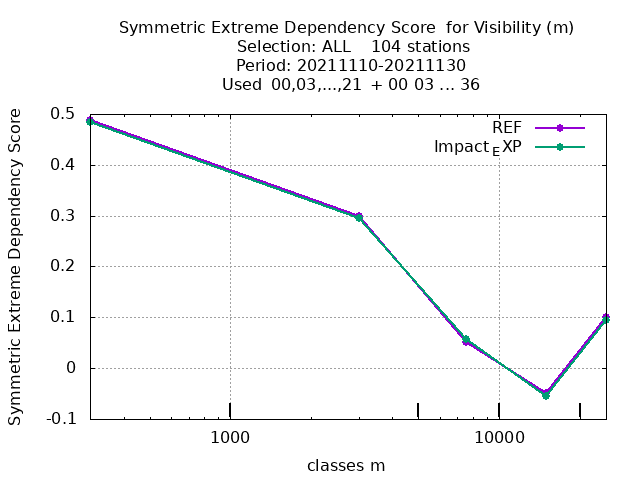 Symmetric Extreme Dependency Score  for Visibility (m)
Selection: ALL    104 stations
Period: 20211110-20211130
Used  00,03,...,21  + 00 03 ... 36
Symmetric Extreme Dependency Score
0.5
0.4
0.3
0.2
0.1
0
-0.1
REF
Impact_EXP
1000
10000
classes m